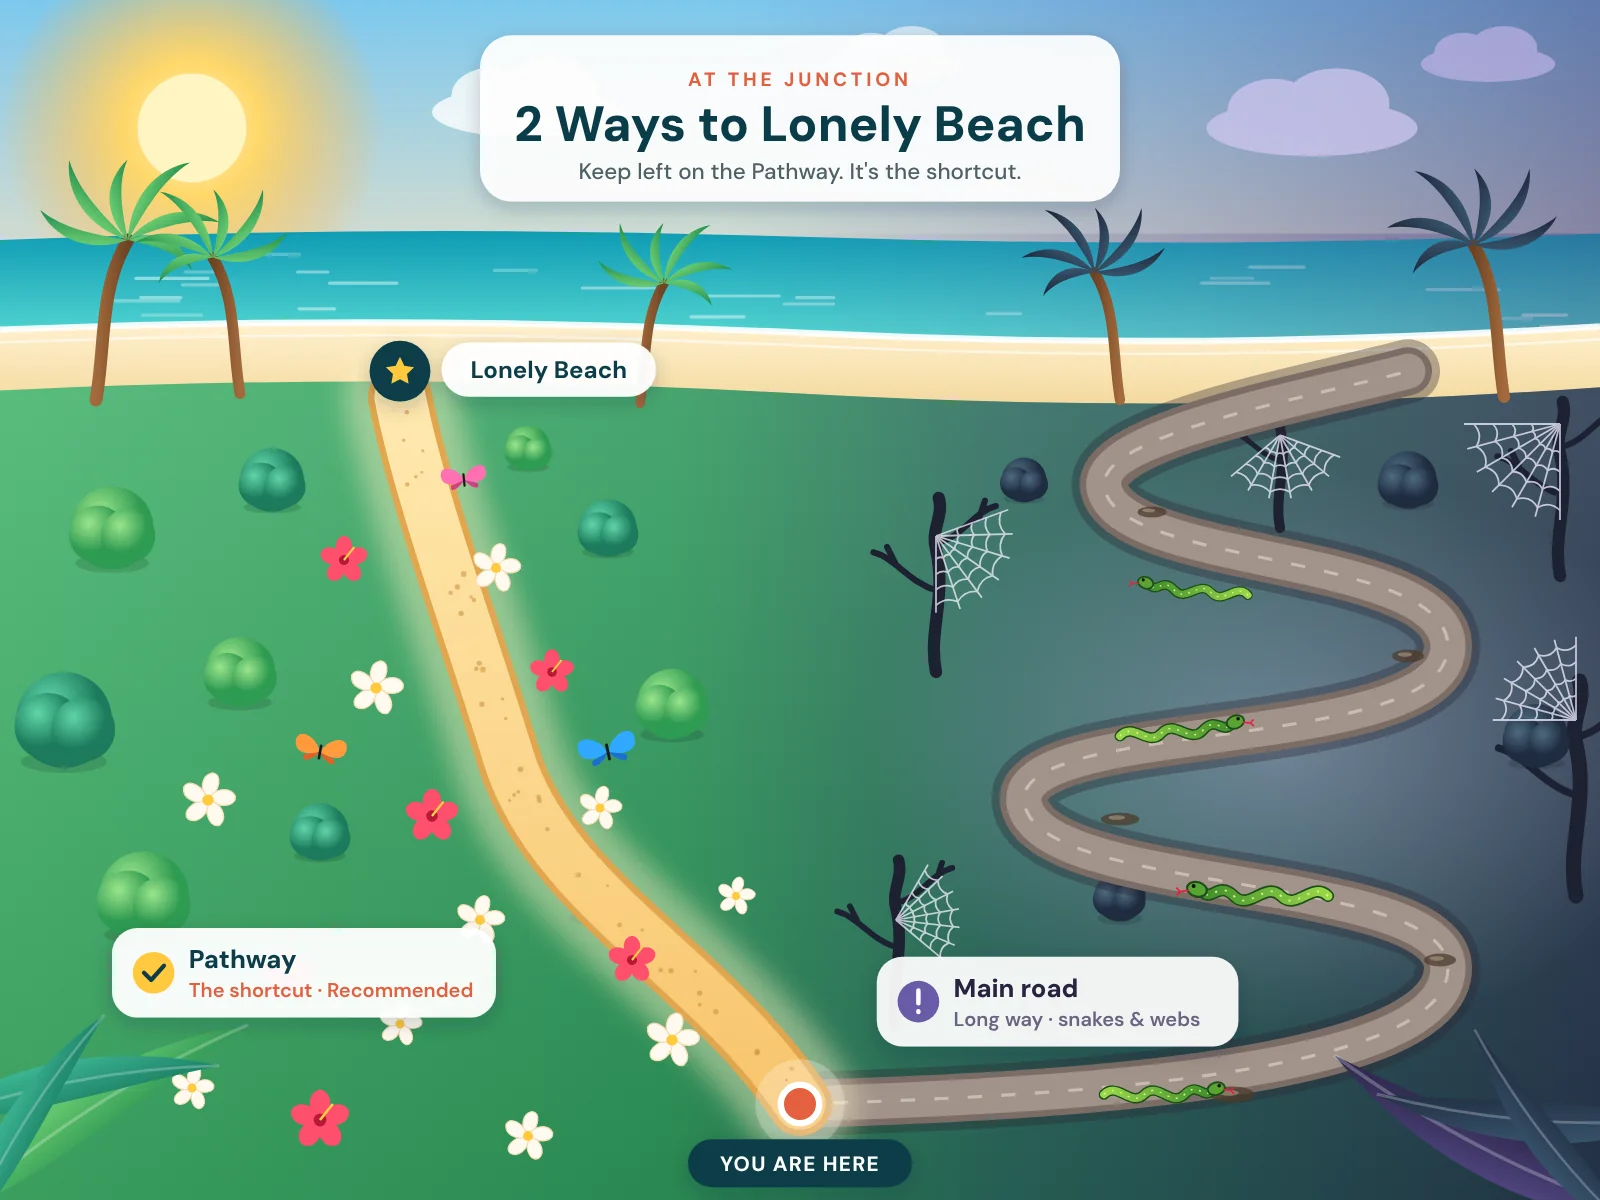 AT THE JUNCTION
2 Ways to Lonely Beach
Keep left on the Pathway. It's the shortcut.
Lonely Beach
Pathway
The shortcut · Recommended
Main road
Long way · snakes & webs
YOU ARE HERE